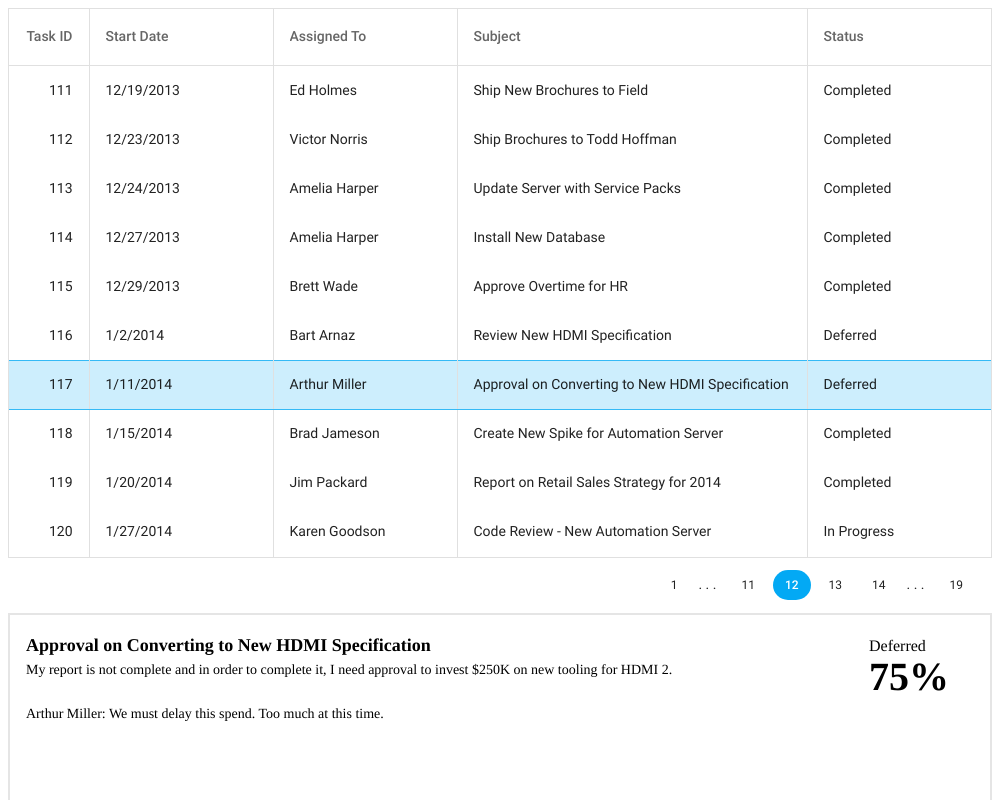 Task ID Start Date Assigned To Subject Status
111 12/19/2013 Ed Holmes Ship New Brochures to Field Completed
112 12/23/2013 Victor Norris Ship Brochures to Todd Hoffman Completed
113 12/24/2013 Amelia Harper Update Server with Service Packs Completed
114 12/27/2013 Amelia Harper Install New Database Completed
115 12/29/2013 Brett Wade Approve Overtime for HR Completed
116 1/2/2014 Bart Arnaz Review New HDMI Specification Deferred
117 1/11/2014 Arthur Miller Approval on Converting to New HDMI Specification Deferred
118 1/15/2014 Brad Jameson Create New Spike for Automation Server Completed
119 1/20/2014 Jim Packard Report on Retail Sales Strategy for 2014 Completed
120 1/27/2014 Karen Goodson Code Review - New Automation Server In Progress
1 . . . 11 12 13 14 . . . 19
Approval on Converting to New HDMI Specification Deferred
My report is not complete and in order to complete it, I need approval to invest $250K on new tooling for HDMI 2. 75%
Arthur Miller: We must delay this spend. Too much at this time.